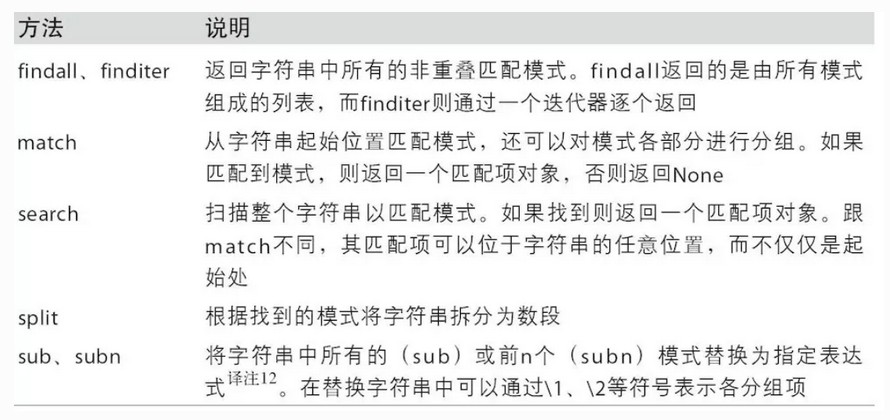 方法 说明
findall、finditer 返回字符串中所有的非重叠匹配模式。findall返回的是由所有模式
组成的列表，而finditer则通过一个迭代器逐个返回
match 从字符串起始位置匹配模式，还可以对模式各部分进行分组。如果
匹配到模式，则返回一个匹配项对象，否则返回None
search 扫描整个字符串以匹配模式。如果找到则返回一个匹配项对象。跟
match不同，其匹配项可以位于字符串的任意位置，而不仅仅是起
始处
split 根据找到的模式将字符串拆分为数段
sub、subn 将字符串中所有的（sub）或前n个（subn）模式替换为指定表达
式译注12。在替换字符串中可以通过\1、\2等符号表示各分组项